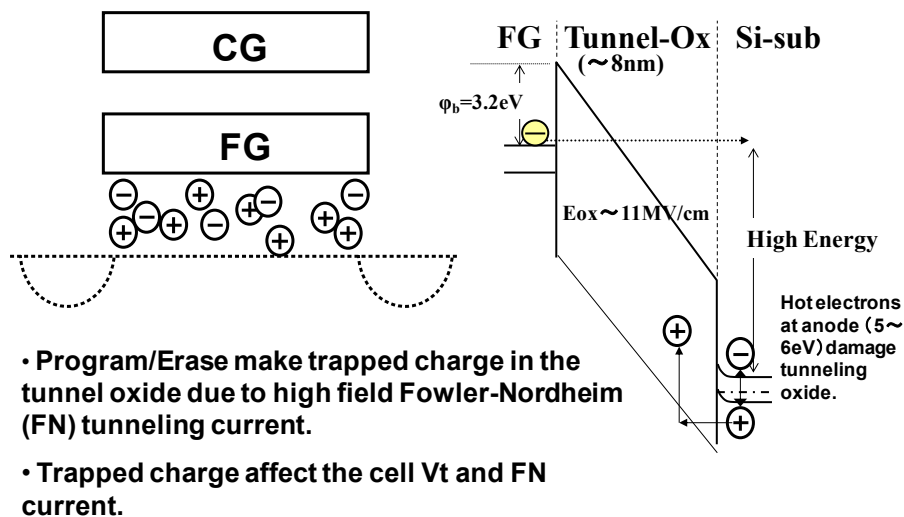 CG
FG
• Program/Erase make trapped charge in the
tunnel oxide due to high field Fowler-Nordheim
(FN) tunneling current.
• Trapped charge affect the cell Vt and FN
current.
FG Tunnel-Ox Si-sub
(～8nm)
φb=3.2eV
Eox～11MV/cm
High Energy
Hot electrons
at anode (5～
6eV) damage
tunneling
oxide.